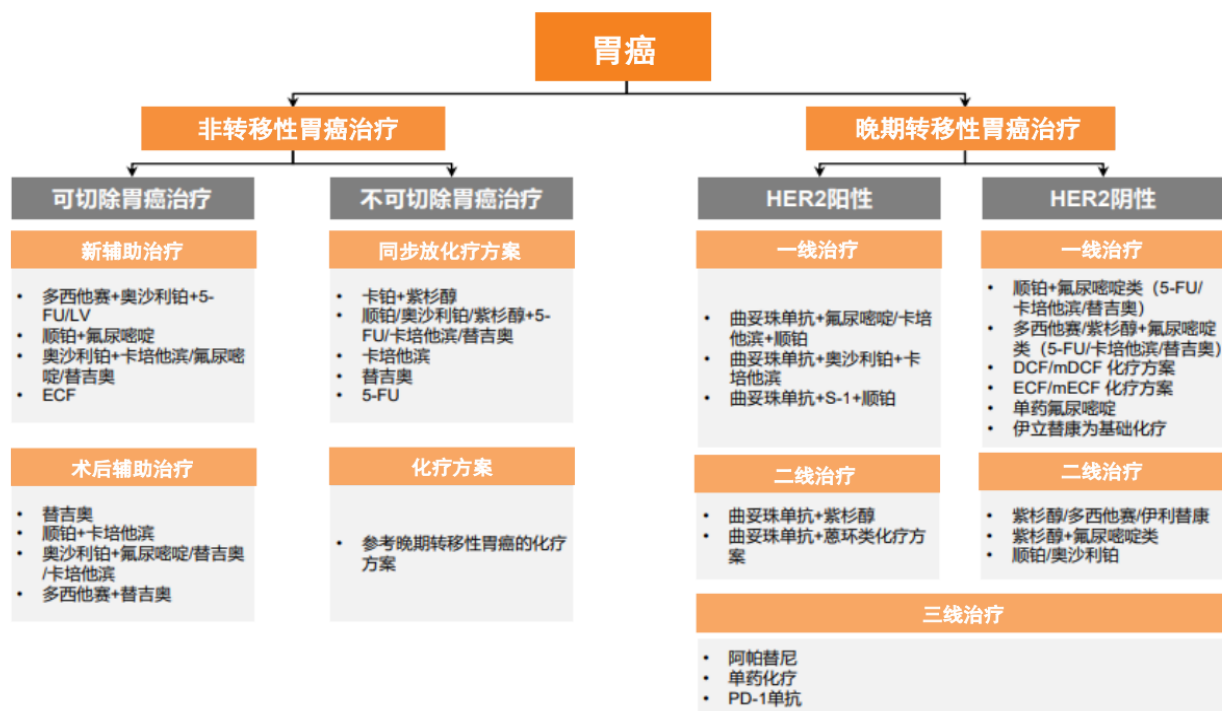 胃癌
非转移性胃癌治疗
晚期转移性胃癌治疗
可切除胃癌治疗
不可切除胃癌治疗
HER2阳性
HER2阴性
新辅助治疗
• 多西他赛+奥沙利铂+5-
FU/LV
• 顺铂+氟尿嘧啶
• 奥沙利铂+卡培他滨/氟尿嘧
啶/替吉奥
• ECF
同步放化疗方案
• 卡铂+紫杉醇
• 顺铂/奥沙利铂/紫杉醇+5-
FU/卡培他滨/替吉奥
• 卡培他滨
• 替吉奥
• 5-FU
一线治疗
• 曲妥珠单抗+氟尿嘧啶/卡培
他滨+顺铂
• 曲妥珠单抗+奥沙利铂+卡
培他滨
• 曲妥珠单抗+S-1+顺铂
一线治疗
• 顺铂+氟尿嘧啶类（5-FU/
卡培他滨/替吉奥）
• 多西他赛/紫杉醇+氟尿嘧啶
类（5-FU/卡培他滨/替吉奥）
• DCF/mDCF 化疗方案
• ECF/mECF 化疗方案
• 单药氟尿嘧啶
• 伊立替康为基础化疗
术后辅助治疗
• 替吉奥
• 顺铂+卡培他滨
• 奥沙利铂+氟尿嘧啶/替吉奥
/卡培他滨
• 多西他赛+替吉奥
化疗方案
• 参考晚期转移性胃癌的化疗
方案
二线治疗
• 曲妥珠单抗+紫杉醇
• 曲妥珠单抗+蒽环类化疗方
案
二线治疗
• 紫杉醇/多西他赛/伊利替康
• 紫杉醇+氟尿嘧啶类
• 顺铂/奥沙利铂
三线治疗
• 阿帕替尼
• 单药化疗
• PD-1单抗